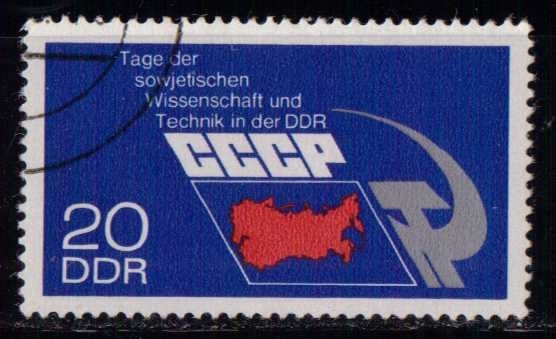 Tage der
sowjetischen
Wissenschaft und
Technik in der DDR
СССР
20
DDR